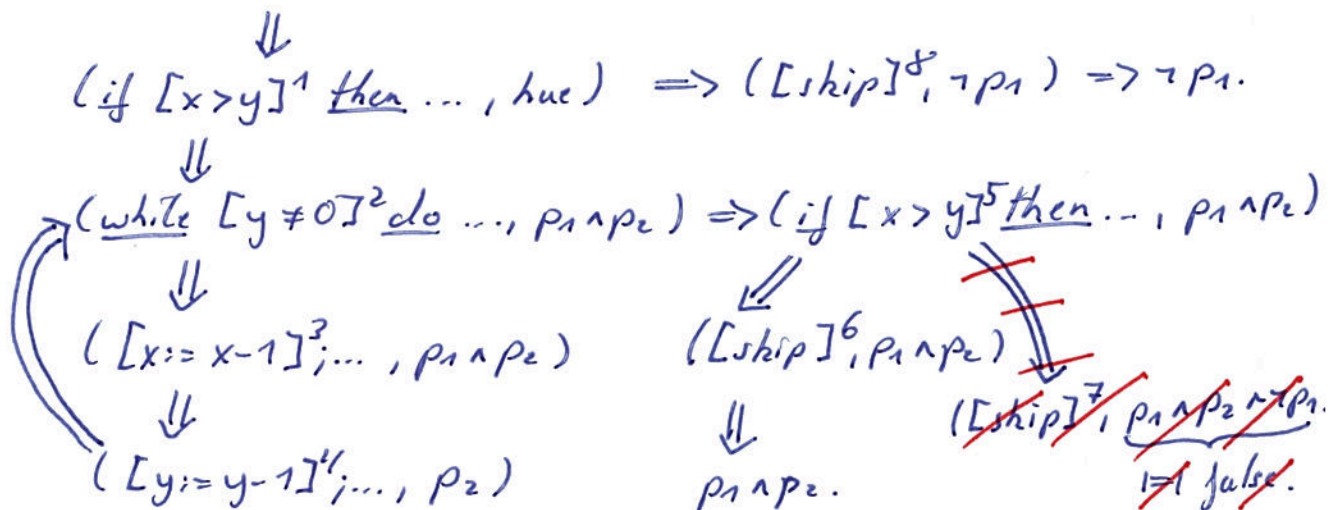 ⇓
(if [x>y]¹ then ..., true) ⇒ ([skip]⁸, ¬p₁) ⇒ ¬p₁.
⇓
(while [y≠0]² do ..., p₁∧p₂) ⇒ (if [x>y]⁵ then ..., p₁∧p₂)
⇓ ⇓
([x:=x-1]³;..., p₁∧p₂) ([skip]⁶, p₁∧p₂)
⇓ ([skip]⁷, p₁∧p₂∧¬p₁.
([y:=y-1]⁴;..., p₂) ⇓ p₁∧p₂. |≡| false.